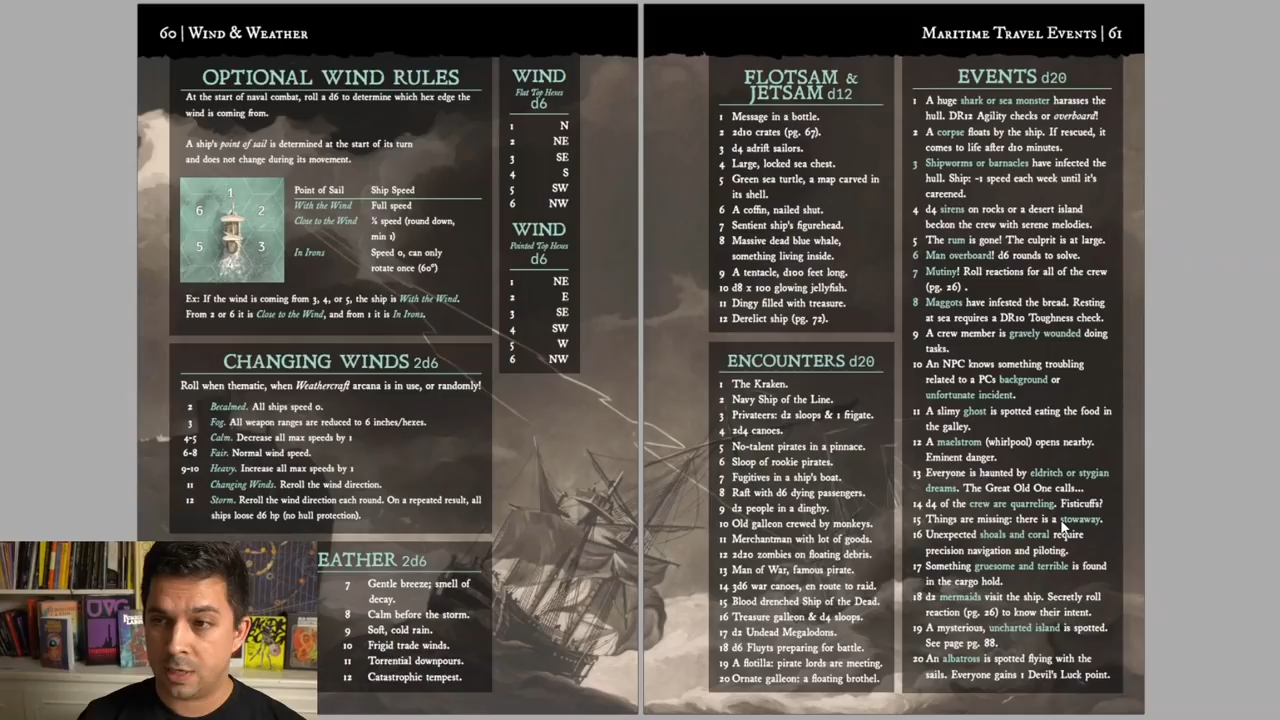 60 | Wind & Weather
OPTIONAL WIND RULES
At the start of naval combat, roll a d6 to determine which hex edge the
wind is coming from.
A ship's point of sail is determined at the start of its turn
and does not change during its movement.
1
6
2
5
3
4
Point of Sail Ship Speed
With the Wind Full speed
Close to the Wind ½ speed (round down,
min 1)
In Irons Speed 0, can only
rotate once (60°)
Ex: If the wind is coming from 3, 4, or 5, the ship is With the Wind.
From 2 or 6 it is Close to the Wind, and from 1 it is In Irons.
CHANGING WINDS 2d6
Roll when thematic, when Weathercraft arcana is in use, or randomly!
2 Becalmed. All ships speed 0.
3 Fog. All weapon ranges are reduced to 6 inches/hexes.
4-5 Calm. Decrease all max speeds by 1
6-8 Fair. Normal wind speed.
9-10 Heavy. Increase all max speeds by 1
11 Changing Winds. Reroll the wind direction.
12 Storm. Reroll the wind direction each round. On a repeated result, all
ships loose d6 hp (no hull protection).
EATHER 2d6
7 Gentle breeze; smell of
decay.
8 Calm before the storm.
9 Soft, cold rain.
10 Frigid trade winds.
11 Torrential downpours.
12 Catastrophic tempest.
WIND
Flat Top Hexes
d6
1 N
2 NE
3 SE
4 S
5 SW
6 NW
WIND
Pointed Top Hexes
d6
1 NE
2 E
3 SE
4 SW
5 W
6 NW
Maritime Travel Events | 61
FLOTSAM &
JETSAM d12
1 Message in a bottle.
2 2d10 crates (pg. 67).
3 d4 adrift sailors.
4 Large, locked sea chest.
5 Green sea turtle, a map carved in
its shell.
6 A coffin, nailed shut.
7 Sentient ship's figurehead.
8 Massive dead blue whale,
something living inside.
9 A tentacle, d100 feet long.
10 d8 x 100 glowing jellyfish.
11 Dingy filled with treasure.
12 Derelict ship (pg. 72).
ENCOUNTERS d20
1 The Kraken.
2 Navy Ship of the Line.
3 Privateers: d2 sloops & 1 frigate.
4 2d4 canoes.
5 No-talent pirates in a pinnace.
6 Sloop of rookie pirates.
7 Fugitives in a ship's boat.
8 Raft with d6 dying passengers.
9 d2 people in a dinghy.
10 Old galleon crewed by monkeys.
11 Merchantman with lot of goods.
12 2d20 zombies on floating debris.
13 Man of War, famous pirate.
14 3d6 war canoes, en route to raid.
15 Blood drenched Ship of the Dead.
16 Treasure galleon & d4 sloops.
17 d2 Undead Megalodons.
18 d6 Fluyts preparing for battle.
19 A flotilla: pirate lords are meeting.
20 Ornate galleon: a floating brothel.
EVENTS d20
1 A huge shark or sea monster harasses the
hull. DR12 Agility checks or overboard!
2 A corpse floats by the ship. If rescued, it
comes to life after d10 minutes.
3 Shipworms or barnacles have infected the
hull. Ship: -1 speed each week until it's
careened.
4 d4 sirens on rocks or a desert island
beckon the crew with serene melodies.
5 The rum is gone! The culprit is at large.
6 Man overboard! d6 rounds to solve.
7 Mutiny! Roll reactions for all of the crew
(pg. 26) .
8 Maggots have infested the bread. Resting
at sea requires a DR10 Toughness check.
9 A crew member is gravely wounded doing
tasks.
10 An NPC knows something troubling
related to a PCs background or
unfortunate incident.
11 A slimy ghost is spotted eating the food in
the galley.
12 A maelstrom (whirlpool) opens nearby.
Eminent danger.
13 Everyone is haunted by eldritch or stygian
dreams. The Great Old One calls...
14 d4 of the crew are quarreling. Fisticuffs?
15 Things are missing: there is a stowaway.
16 Unexpected shoals and coral require
precision navigation and piloting.
17 Something gruesome and terrible is found
in the cargo hold.
18 d2 mermaids visit the ship. Secretly roll
reaction (pg. 26) to know their intent.
19 A mysterious, uncharted island is spotted.
See page pg. 88.
20 An albatross is spotted flying with the
sails. Everyone gains 1 Devil's Luck point.
UVG